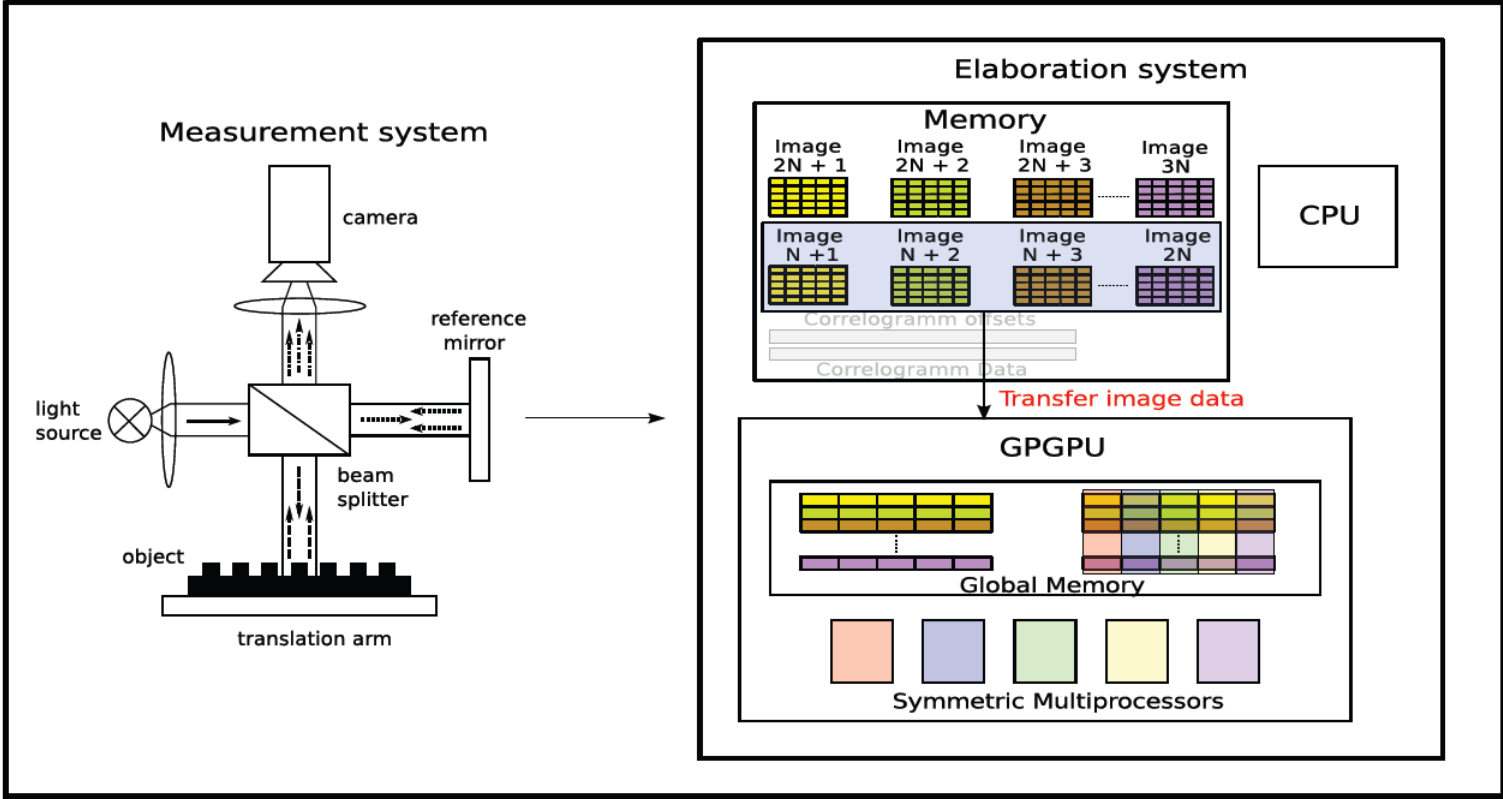 Measurement system
camera
reference
mirror
light
source
beam
splitter
object
translation arm
Elaboration system
Memory
Image
2N + 1
Image
2N + 2
Image
2N + 3
Image
3N
Image
N +1
Image
N + 2
Image
N + 3
Image
2N
Correlogramm offsets
Correlogramm Data
CPU
Transfer image data
GPGPU
Global Memory
Symmetric Multiprocessors